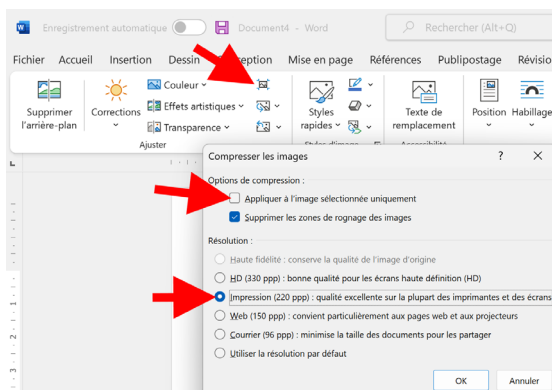 Enregistrement automatique Document4 - Word Rechercher (Alt+Q)
Fichier Accueil Insertion Dessin Mise en page Références Publipostage Révision
Supprimer l'arrière-plan
Corrections
Couleur
Effets artistiques
Transparence
Ajuster
Styles rapides
Texte de remplacement
Position Habillage
Compresser les images ? X
Options de compression :
Appliquer à l'image sélectionnée uniquement
Supprimer les zones de rognage des images
Résolution :
Haute fidélité : conserve la qualité de l'image d'origine
HD (330 ppp) : bonne qualité pour les écrans haute définition (HD)
Impression (220 ppp) : qualité excellente sur la plupart des imprimantes et des écrans
Web (150 ppp) : convient particulièrement aux pages web et aux projecteurs
Courrier (96 ppp) : minimise la taille des documents pour les partager
Utiliser la résolution par défaut
OK Annuler